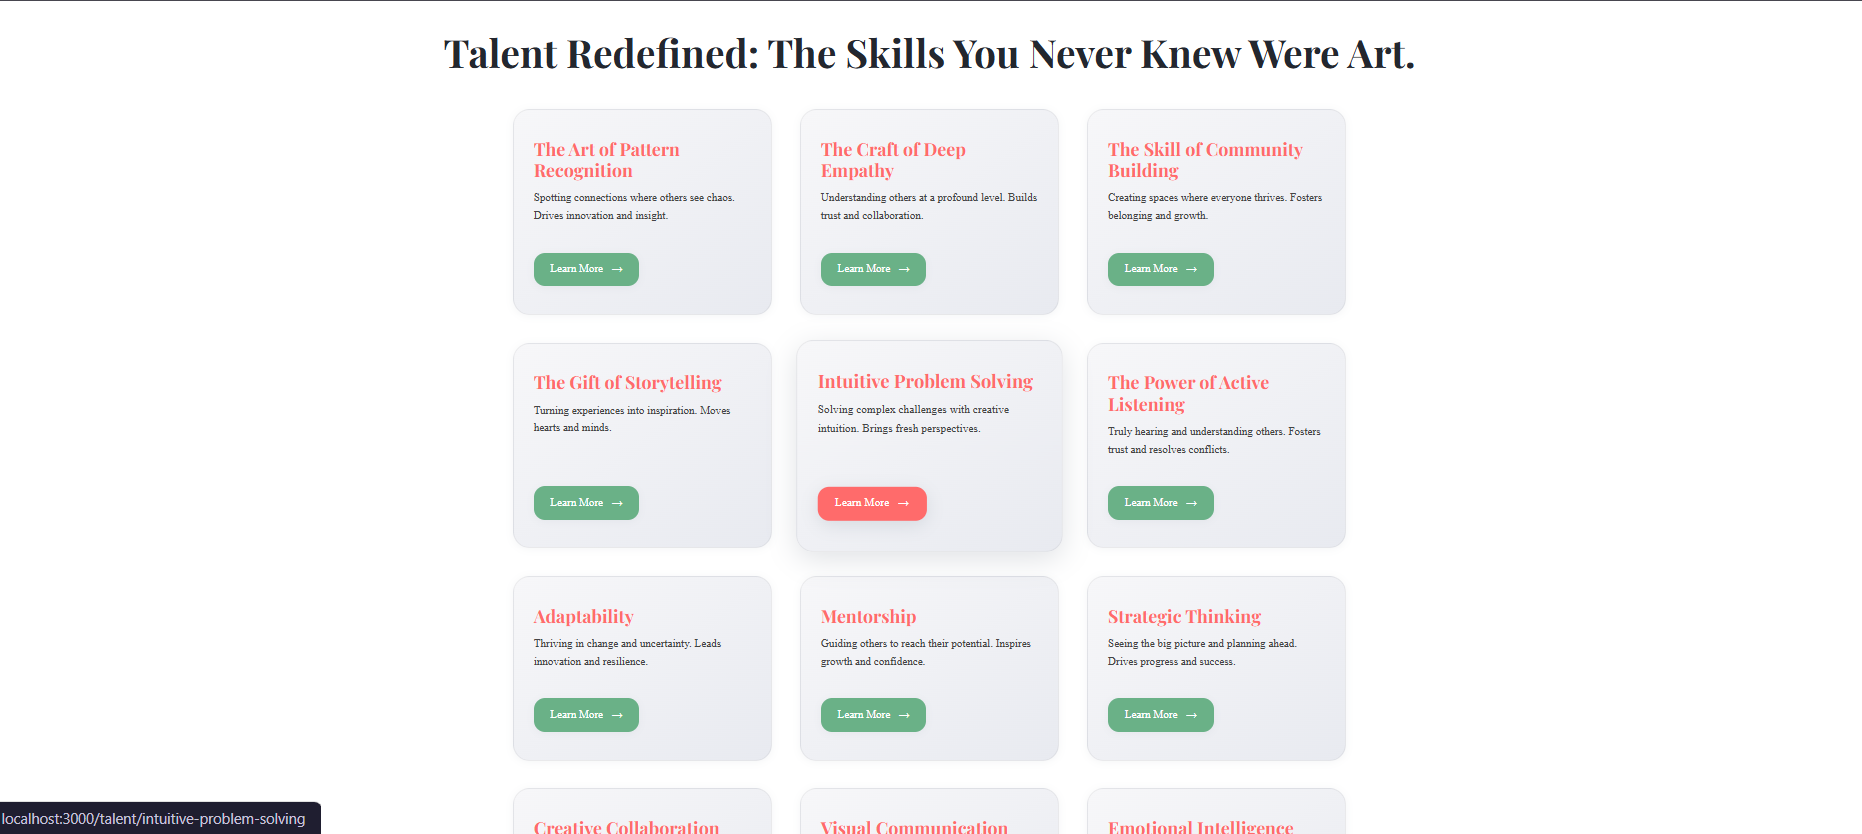 Talent Redefined: The Skills You Never Knew Were Art.
The Art of Pattern
Recognition
Spotting connections where others see chaos.
Drives innovation and insight.
Learn More →
The Craft of Deep
Empathy
Understanding others at a profound level. Builds
trust and collaboration.
Learn More →
The Skill of Community
Building
Creating spaces where everyone thrives. Fosters
belonging and growth.
Learn More →
The Gift of Storytelling
Turning experiences into inspiration. Moves
hearts and minds.
Learn More →
Intuitive Problem Solving
Solving complex challenges with creative
intuition. Brings fresh perspectives.
Learn More →
The Power of Active
Listening
Truly hearing and understanding others. Fosters
trust and resolves conflicts.
Learn More →
Adaptability
Thriving in change and uncertainty. Leads
innovation and resilience.
Learn More →
Mentorship
Guiding others to reach their potential. Inspires
growth and confidence.
Learn More →
Strategic Thinking
Seeing the big picture and planning ahead.
Drives progress and success.
Learn More →
Creative Collaboration
Visual Communication
Emotional Intelligence
localhost:3000/talent/intuitive-problem-solving